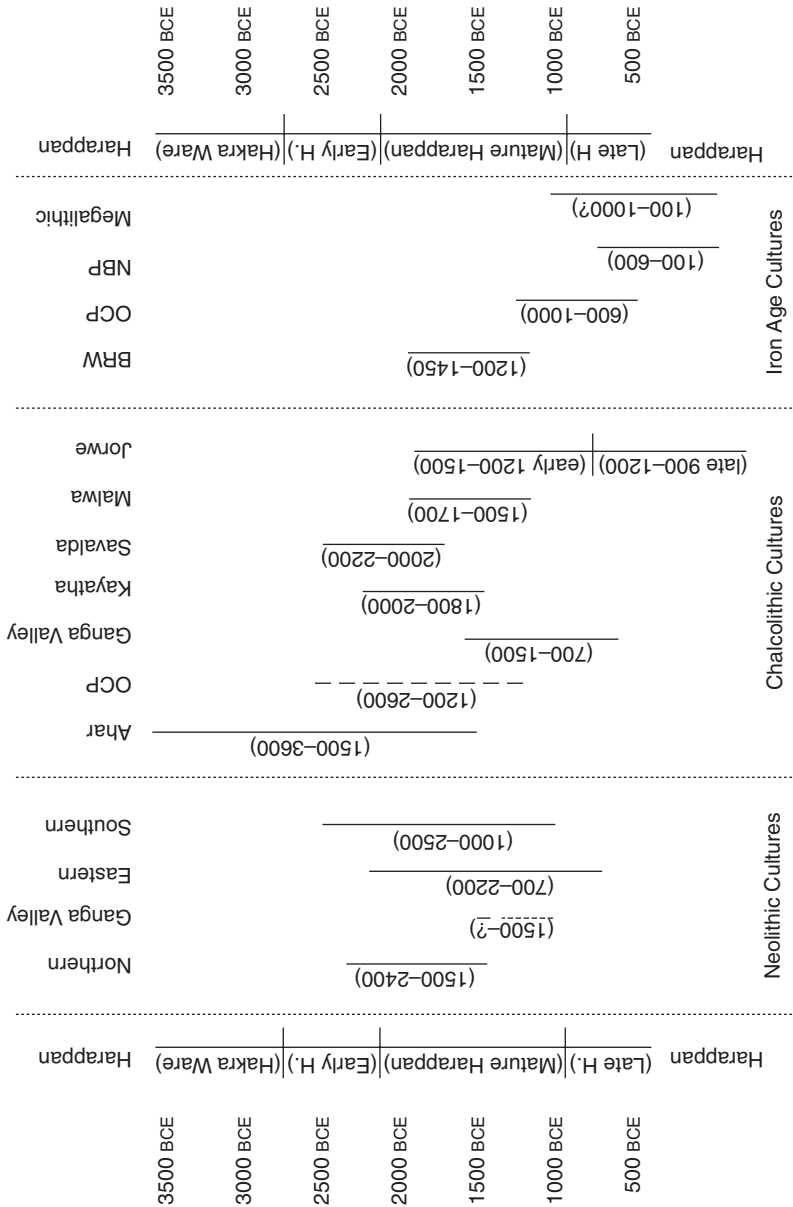 3500 BCE 3000 BCE 2500 BCE 2000 BCE 1500 BCE 1000 BCE 500 BCE
Harappan (Hakra Ware) (Early H.) (Mature Harappan) (Late H) Harappan
Iron Age Cultures
Megalithic (100–1000?)
NBP (100–600)
OCP (600–1000)
BRW (1200–1450)
Chalcolithic Cultures
Jorwe (early 1200–1500) (late 900–1200)
Malwa (1500–1700)
Savalda (2000–2200)
Kayatha (1800–2000)
Ganga Valley (700–1500)
OCP (1200–2600)
Ahar (1500–3600)
Neolithic Cultures
Southern (1000–2500)
Eastern (700–2200)
Ganga Valley (1500–?)
Northern (1500–2400)
Harappan (Hakra Ware) (Early H.) (Mature Harappan) (Late H.) Harappan
3500 BCE 3000 BCE 2500 BCE 2000 BCE 1500 BCE 1000 BCE 500 BCE